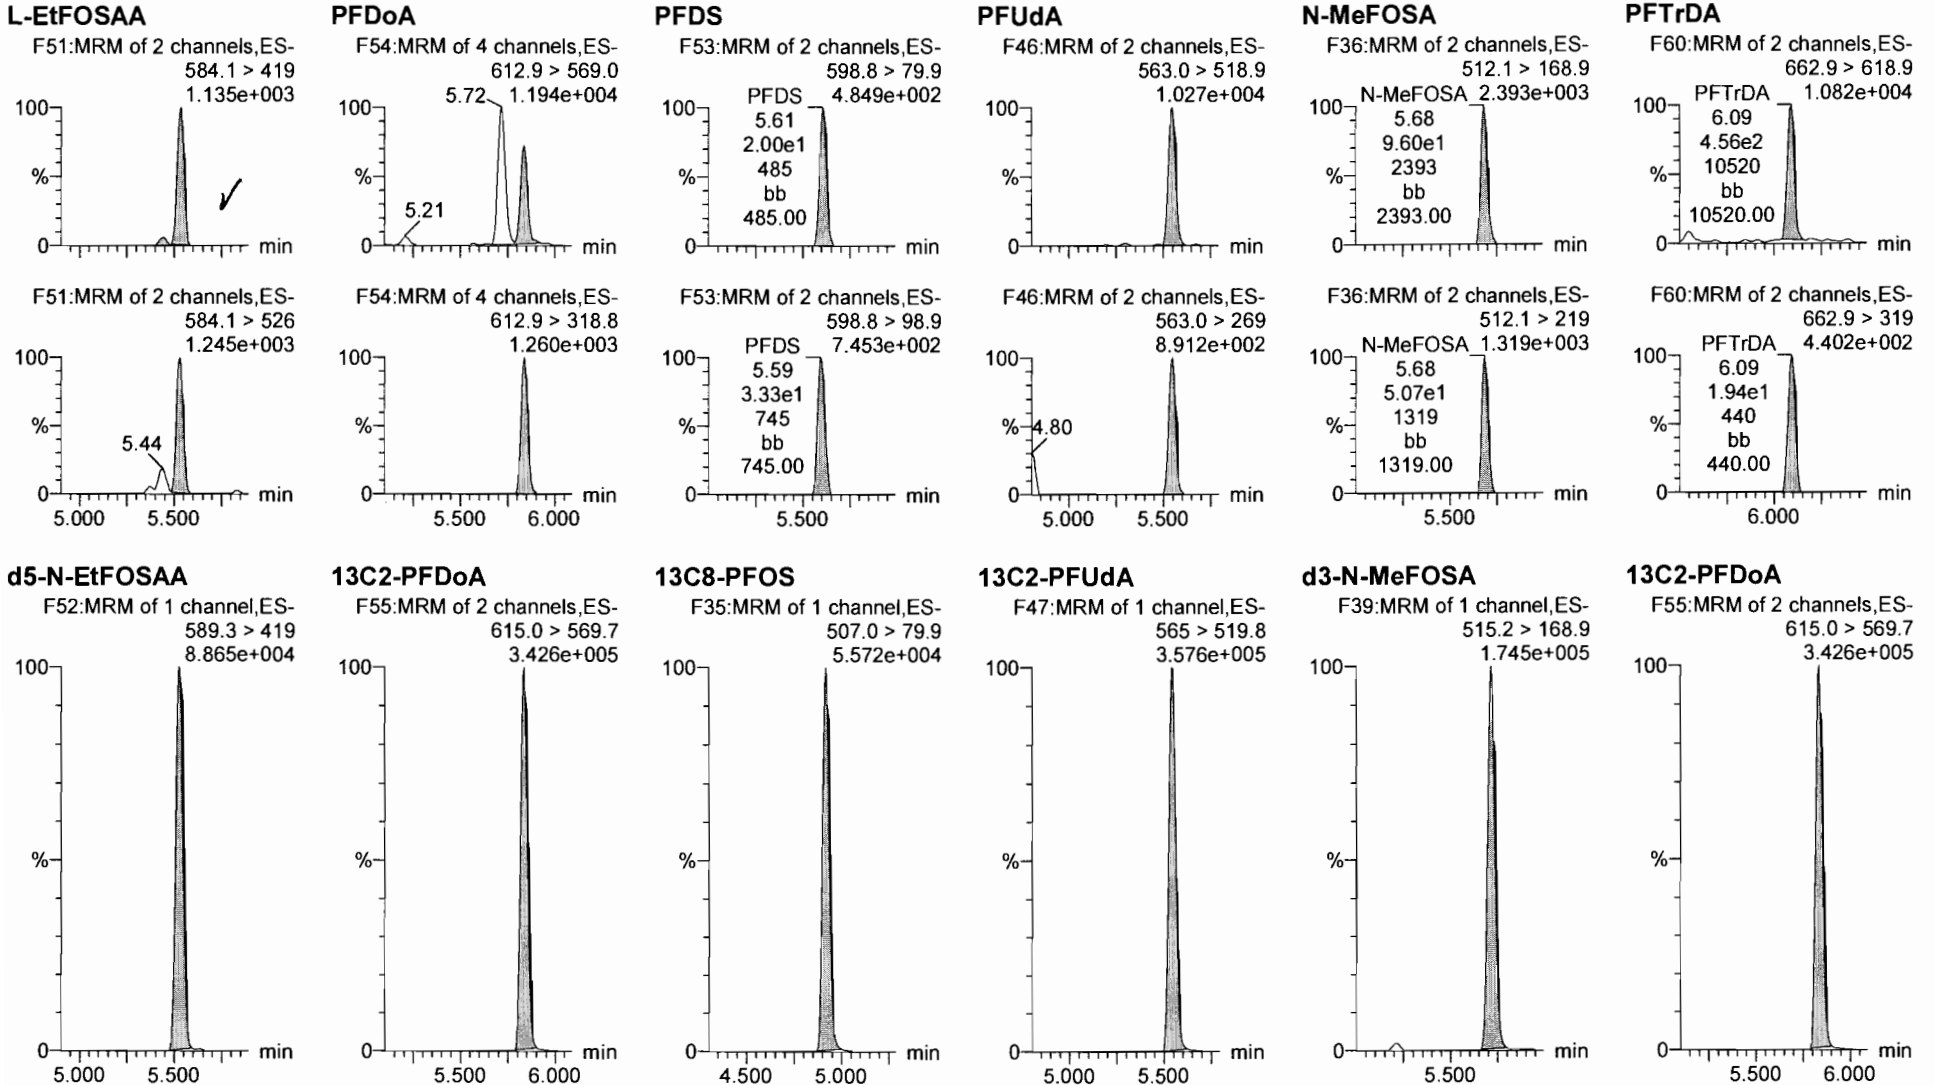 L-EtFOSAA
F51:MRM of 2 channels,ES-
584.1 > 419
1.135e+003
100
%
0
min
F51:MRM of 2 channels,ES-
584.1 > 526
1.245e+003
100
5.44
%
0
min
5.000 5.500
PFDoA
F54:MRM of 4 channels,ES-
612.9 > 569.0
5.72 1.194e+004
100
5.21
%
0
min
F54:MRM of 4 channels,ES-
612.9 > 318.8
1.260e+003
100
%
0
min
5.500 6.000
PFDS
F53:MRM of 2 channels,ES-
598.8 > 79.9
PFDS 4.849e+002
100
5.61
2.00e1
485
bb
485.00
%
0
min
F53:MRM of 2 channels,ES-
598.8 > 98.9
PFDS 7.453e+002
100
5.59
3.33e1
745
bb
745.00
%
0
min
5.500
PFUdA
F46:MRM of 2 channels,ES-
563.0 > 518.9
1.027e+004
100
%
0
min
F46:MRM of 2 channels,ES-
563.0 > 269
8.912e+002
100
4.80
%
0
min
5.000 5.500
N-MeFOSA
F36:MRM of 2 channels,ES-
512.1 > 168.9
N-MeFOSA 2.393e+003
100
5.68
9.60e1
2393
bb
2393.00
%
0
min
F36:MRM of 2 channels,ES-
512.1 > 219
N-MeFOSA 1.319e+003
100
5.68
5.07e1
1319
bb
1319.00
%
0
min
5.500
PFTrDA
F60:MRM of 2 channels,ES-
662.9 > 618.9
PFTrDA 1.082e+004
100
6.09
4.56e2
10520
bb
10520.00
%
0
min
F60:MRM of 2 channels,ES-
662.9 > 319
PFTrDA 4.402e+002
100
6.09
1.94e1
440
bb
440.00
%
0
min
6.000
d5-N-EtFOSAA
F52:MRM of 1 channel,ES-
589.3 > 419
8.865e+004
100
%
0
min
5.000 5.500
13C2-PFDoA
F55:MRM of 2 channels,ES-
615.0 > 569.7
3.426e+005
100
%
0
min
5.500 6.000
13C8-PFOS
F35:MRM of 1 channel,ES-
507.0 > 79.9
5.572e+004
100
%
0
min
4.500 5.000
13C2-PFUdA
F47:MRM of 1 channel,ES-
565 > 519.8
3.576e+005
100
%
0
min
5.000 5.500
d3-N-MeFOSA
F39:MRM of 1 channel,ES-
515.2 > 168.9
1.745e+005
100
%
0
min
5.500
13C2-PFDoA
F55:MRM of 2 channels,ES-
615.0 > 569.7
3.426e+005
100
%
0
min
5.500 6.000